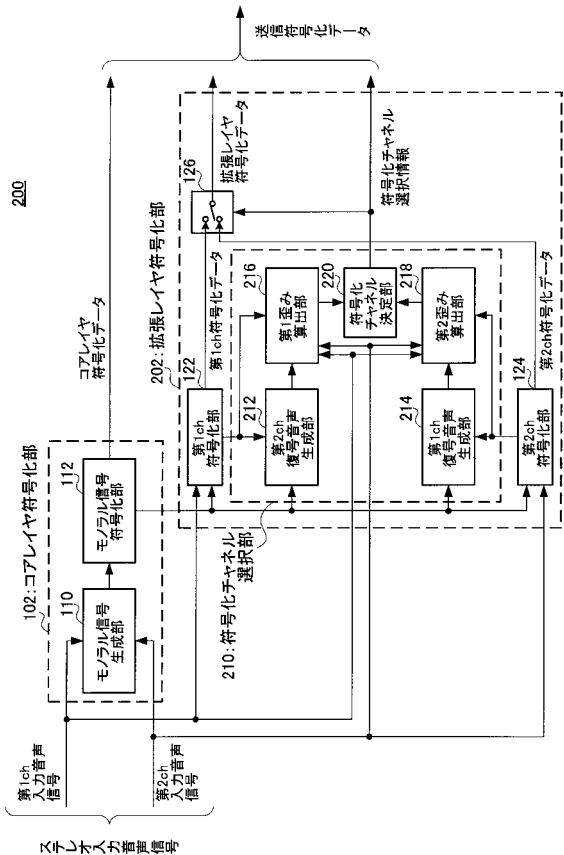 200
ステレオ入力音声信号
第1ch
入力音声
信号
第2ch
入力音声
信号
102:コアレイヤ符号化部
110
モノラル信号
生成部
112
モノラル信号
符号化部
コアレイヤ
符号化データ
202:拡張レイヤ符号化部
122
第1ch
符号化部
第1ch符号化データ
126
拡張レイヤ
符号化データ
210:符号化チャネル
選択部
212
第2ch
復号音声
生成部
216
第1歪み
算出部
220
符号化
チャネル
決定部
符号化チャネル
選択情報
214
第1ch
復号音声
生成部
218
第2歪み
算出部
124
第2ch
符号化部
第2ch符号化データ
送信符号化データ